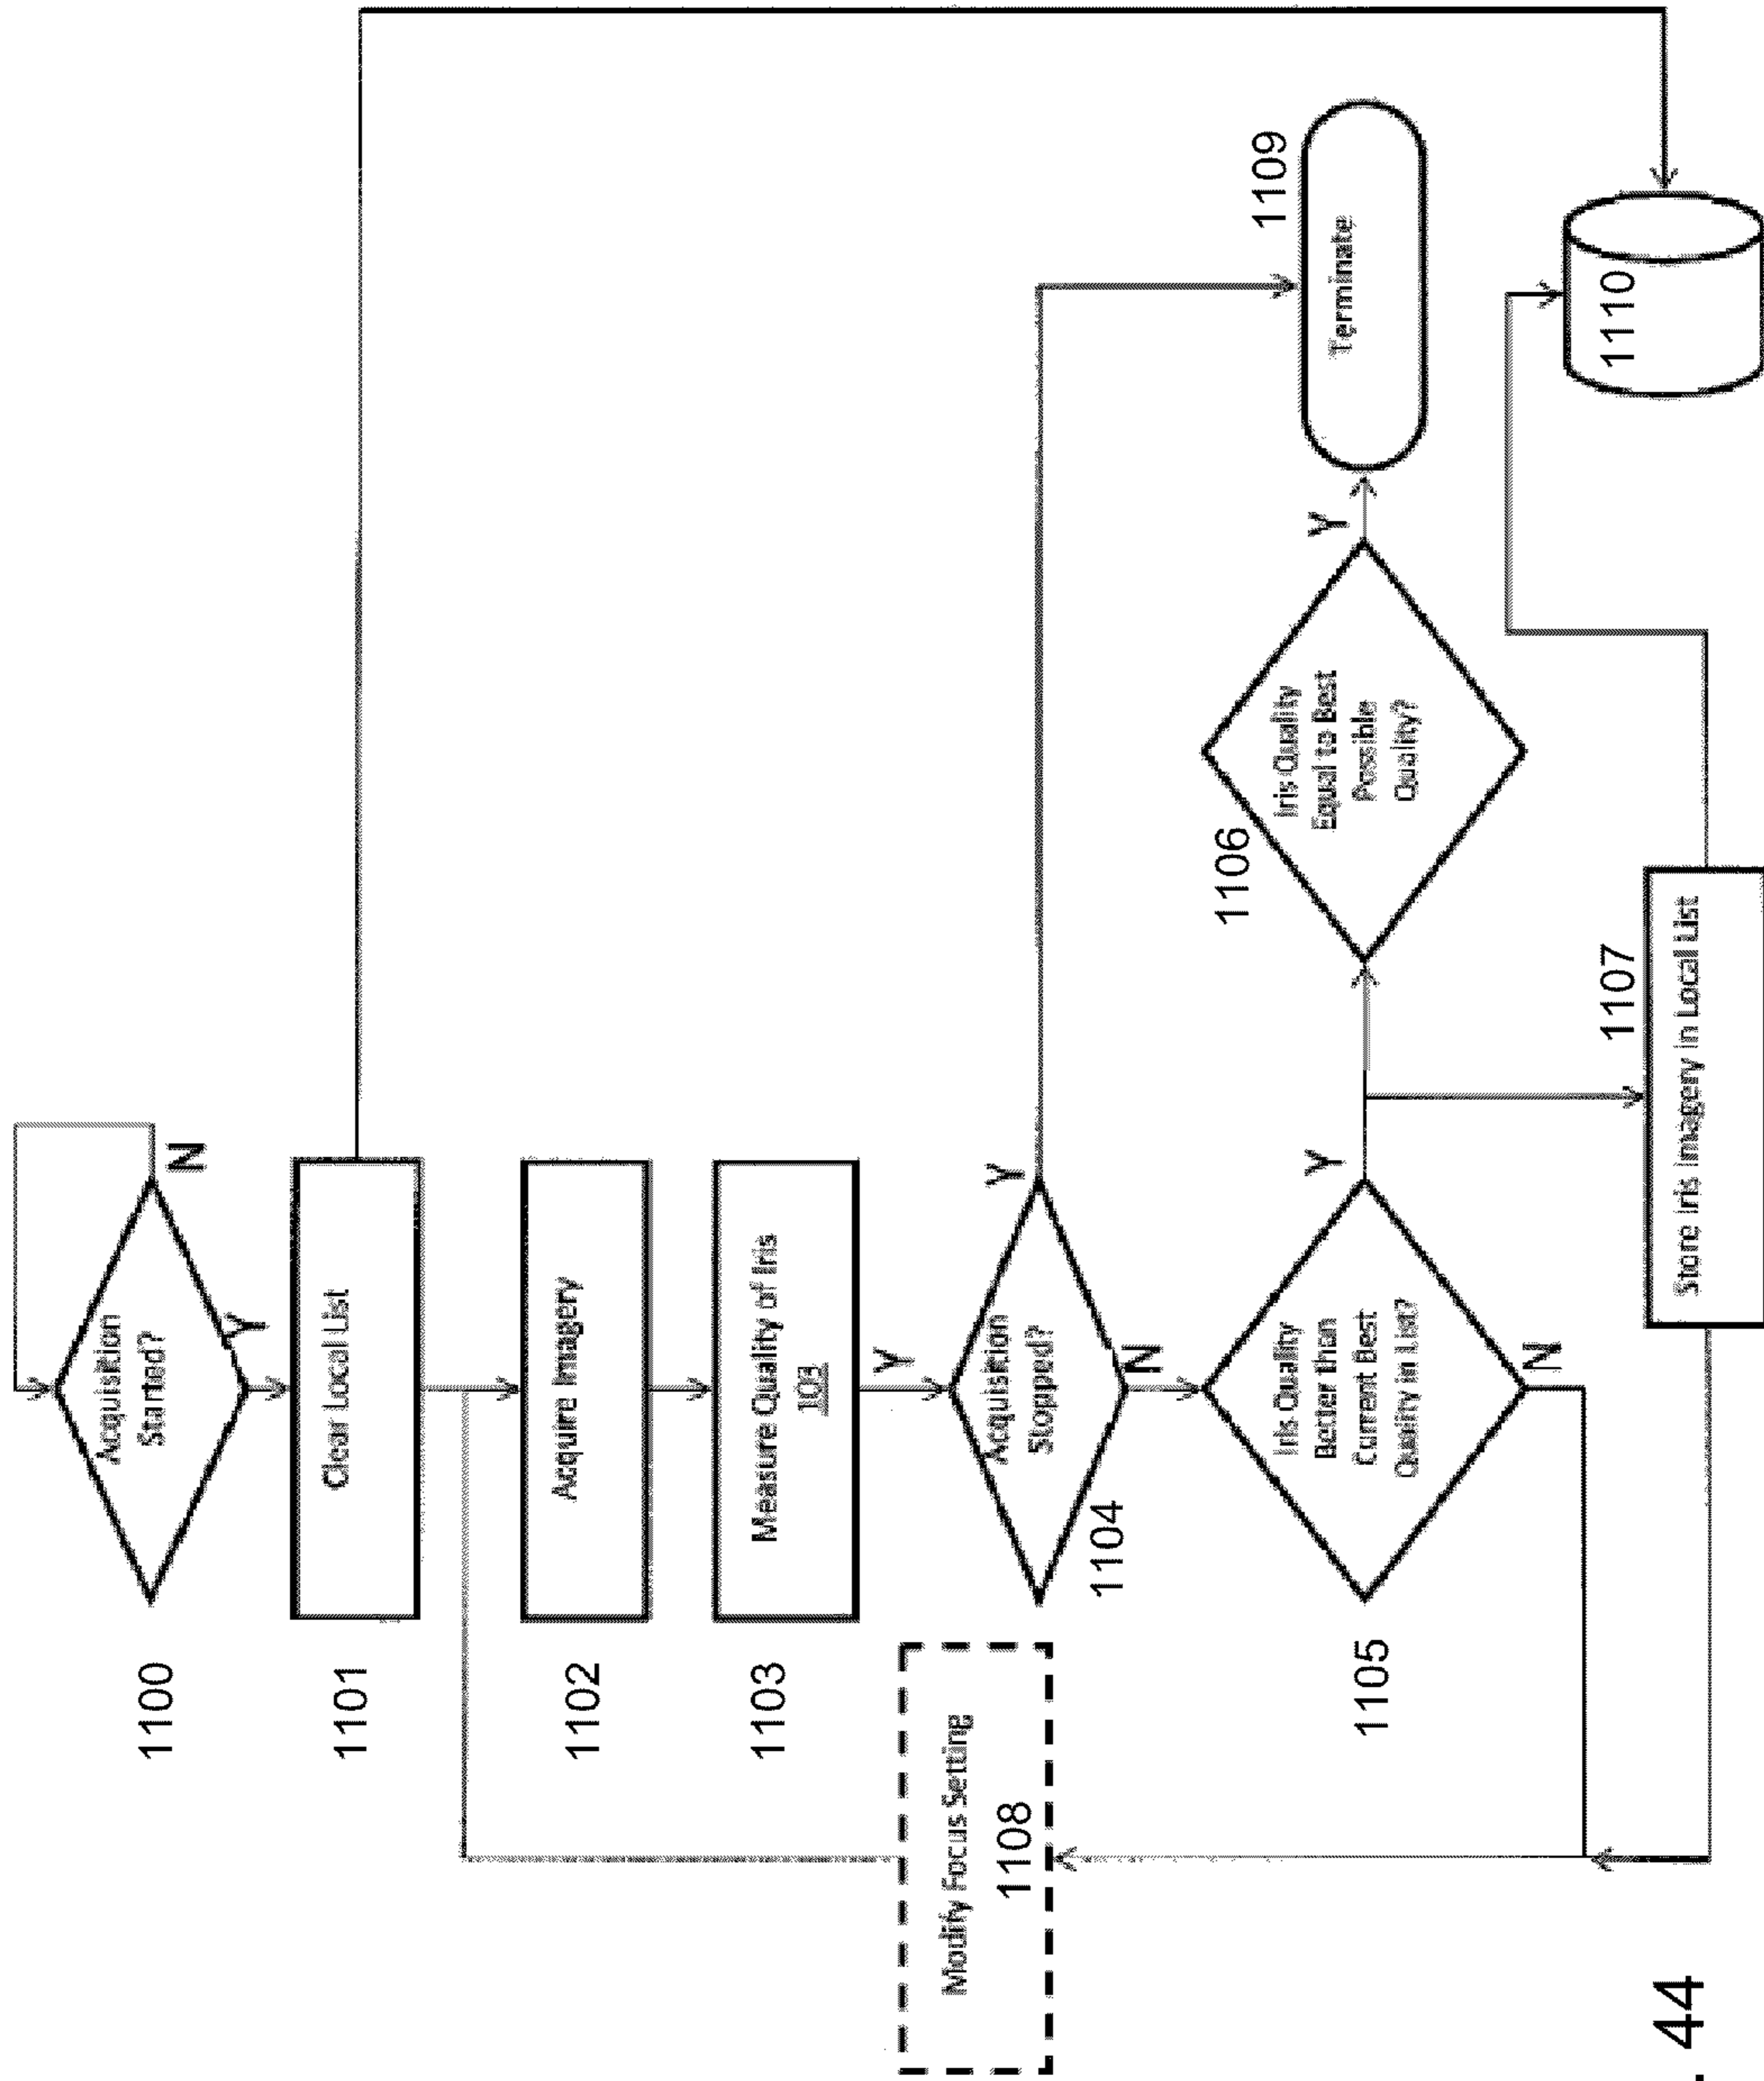 1100
Acquisition
Started?
N
Y
1101
Clear Local List
1102
Acquire Imagery
1103
Measure Quality of Iris
103
Y
Modify Focus Setting
1108
Acquisition
Stopped?
Y
1104
N
1105
Iris Quality
Better than
Current Best
Quality in List?
Y
N
1106
Iris Quality
Equal to Best
Possible
Quality?
Y
1109
Terminate
1107
Store Iris Imagery in Local List
1110
. 44